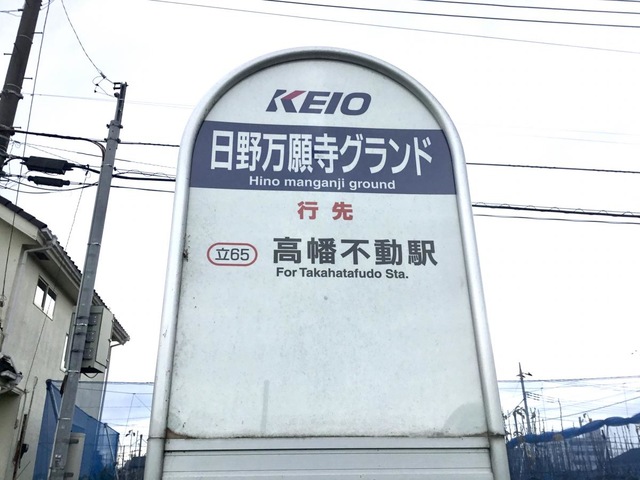 KEIO
日野万願寺グランド
Hino manganji ground
行先
立65 高幡不動駅
For Takahatafudo Sta.